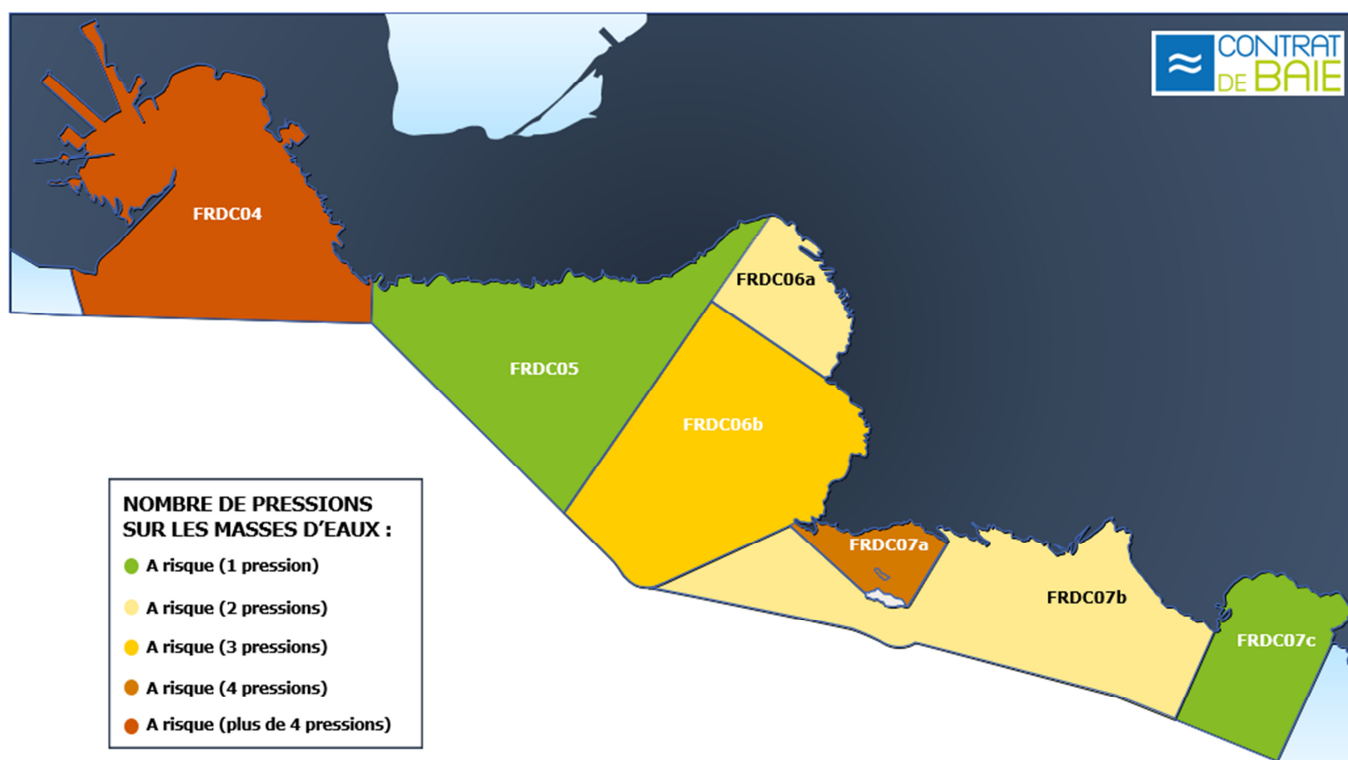 CONTRAT
DE BAIE
FRDC04
FRDC06a
FRDC05
FRDC06b
FRDC07a
FRDC07b
FRDC07c
NOMBRE DE PRESSIONS
SUR LES MASSES D'EAUX :
A risque (1 pression)
A risque (2 pressions)
A risque (3 pressions)
A risque (4 pressions)
A risque (plus de 4 pressions)